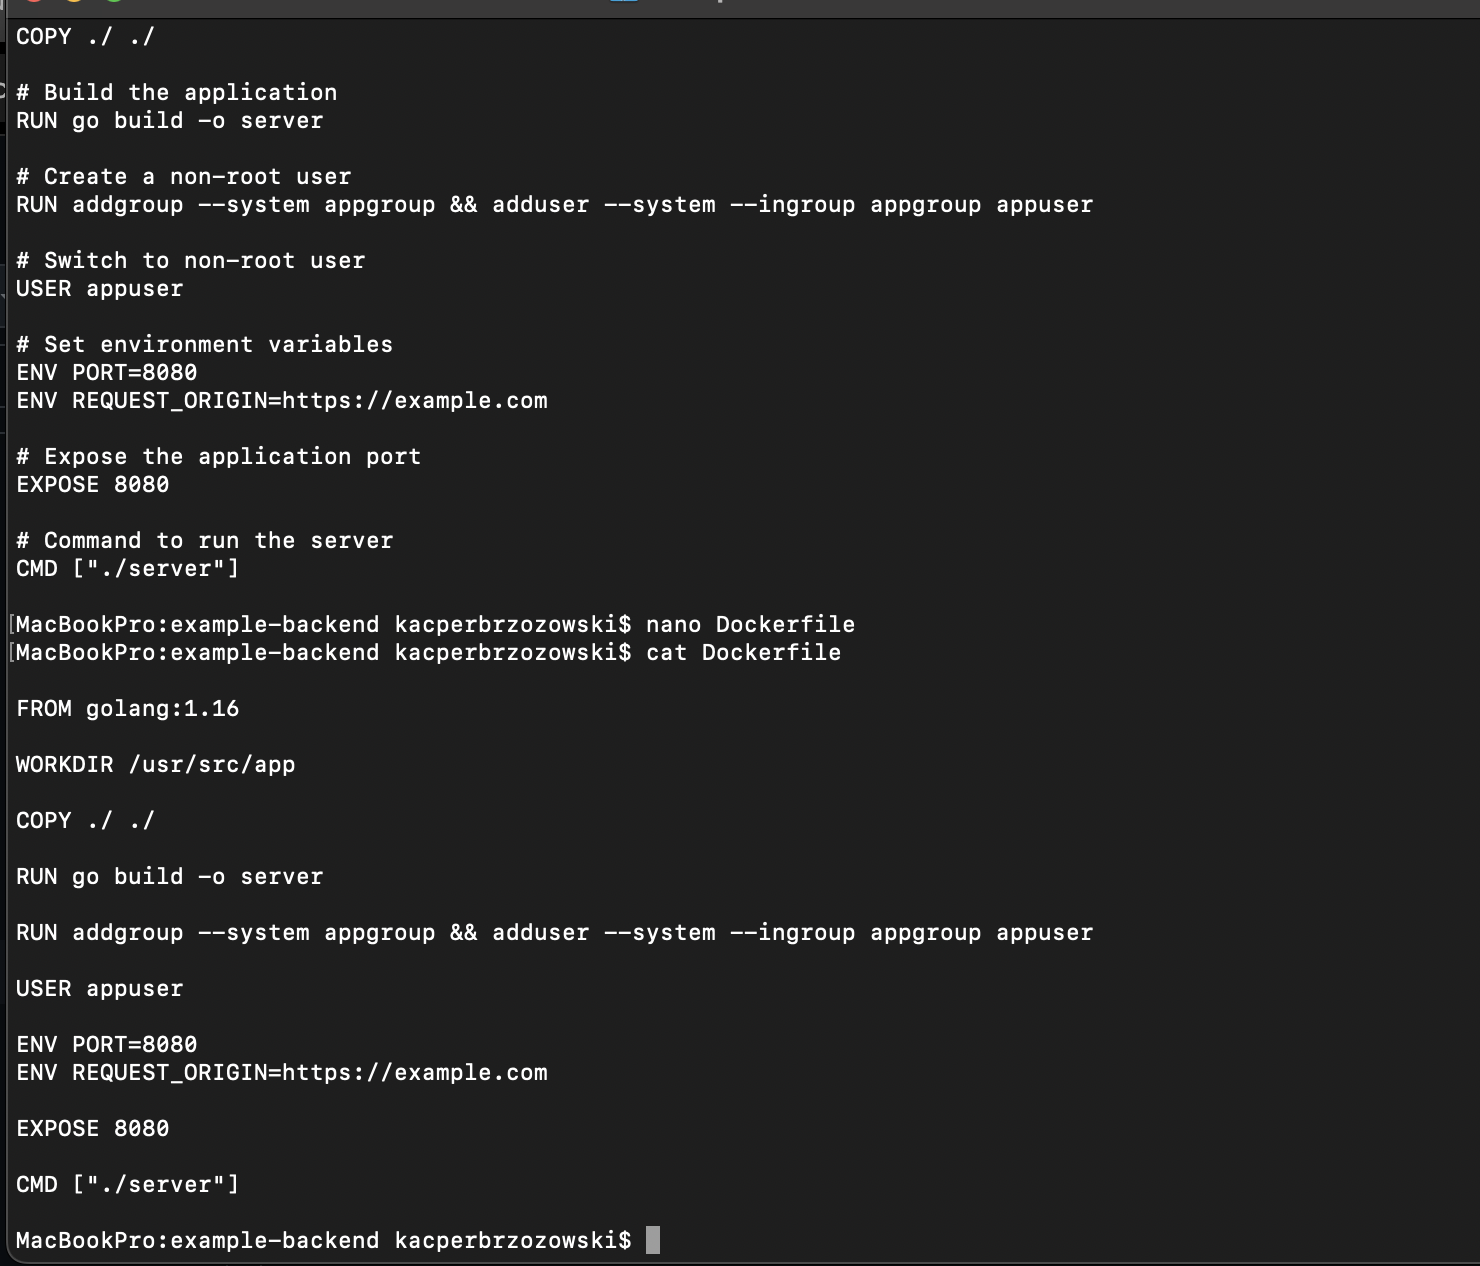 COPY ./ ./
# Build the application
RUN go build -o server
# Create a non-root user
RUN addgroup --system appgroup && adduser --system --ingroup appgroup appuser
# Switch to non-root user
USER appuser
# Set environment variables
ENV PORT=8080
ENV REQUEST_ORIGIN=https://example.com
# Expose the application port
EXPOSE 8080
# Command to run the server
CMD ["./server"]
[MacBookPro:example-backend kacperbrzozowski$ nano Dockerfile
[MacBookPro:example-backend kacperbrzozowski$ cat Dockerfile
FROM golang:1.16
WORKDIR /usr/src/app
COPY ./ ./
RUN go build -o server
RUN addgroup --system appgroup && adduser --system --ingroup appgroup appuser
USER appuser
ENV PORT=8080
ENV REQUEST_ORIGIN=https://example.com
EXPOSE 8080
CMD ["./server"]
MacBookPro:example-backend kacperbrzozowski$